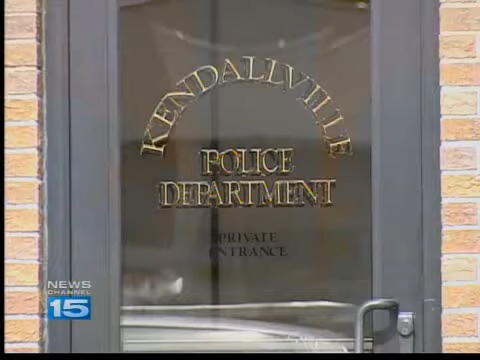 KENDALLVILLE
POLICE
DEPARTMENT
PRIVATE
ENTRANCE
NEWS
CHANNEL
15